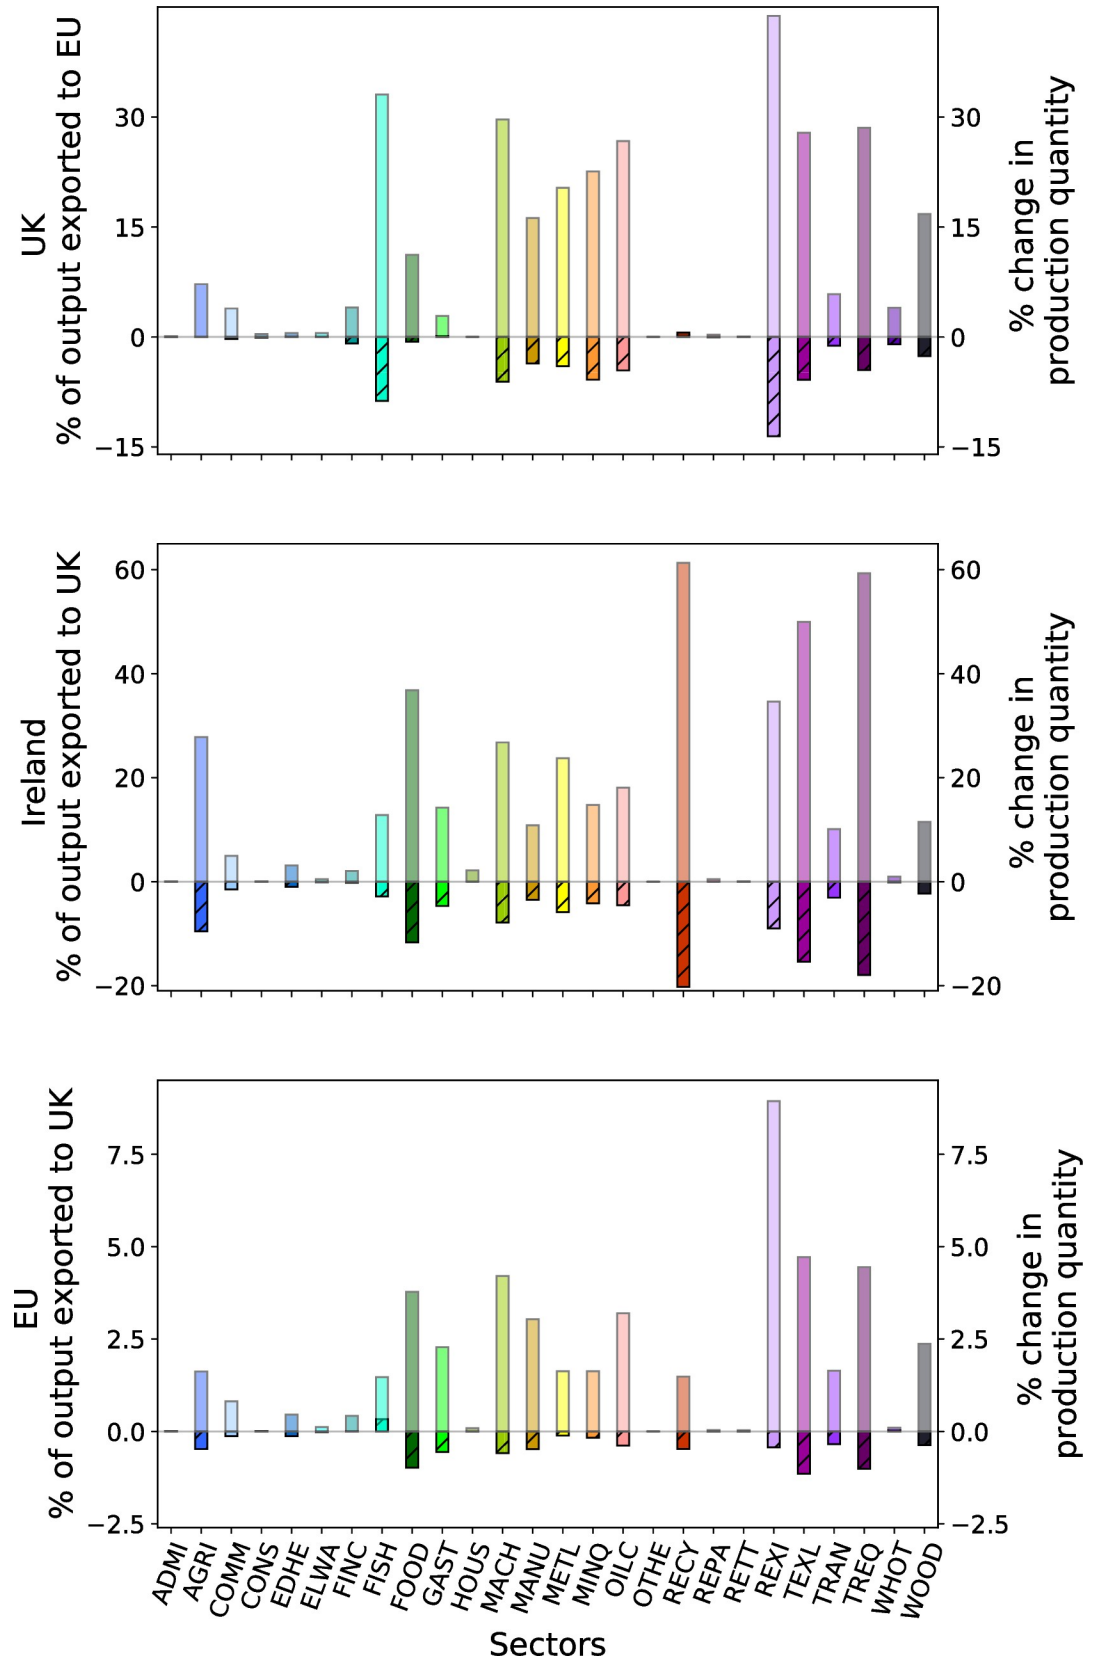 UK
% of output exported to EU
30
15
0
−15
30
15
0
−15
% change in
production quantity
Ireland
% of output exported to UK
60
40
20
0
−20
60
40
20
0
−20
% change in
production quantity
EU
% of output exported to UK
7.5
5.0
2.5
0.0
−2.5
7.5
5.0
2.5
0.0
−2.5
% change in
production quantity
ADMI
AGRI
COMM
CONS
EDHE
ELWA
FINC
FISH
FOOD
GAST
HOUS
MACH
MANU
METL
MINQ
OILC
OTHE
RECY
REPA
RETT
REXI
TEXL
TRAN
TREQ
WHOT
WOOD
Sectors